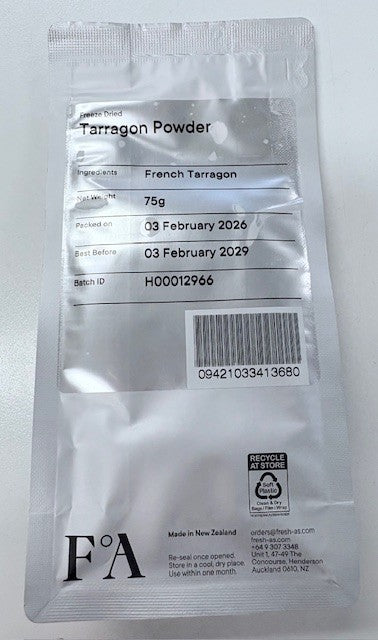 Freeze Dried
Tarragon Powder
Ingredients French Tarragon
Net Weight 75g
Packed on 03 February 2026
Best Before 03 February 2029
Batch ID H00012966
09421033413680
RECYCLE
AT STORE
Soft
Plastic
Clean & Dry
Bags / Film / Wrap
F°A
Made in New Zealand
Re-seal once opened.
Store in a cool, dry place.
Use within one month.
orders@fresh-as.com
fresh-as.com
+64 9 307 3348
Unit 1, 47-49 The
Concourse, Henderson
Auckland 0610, NZ